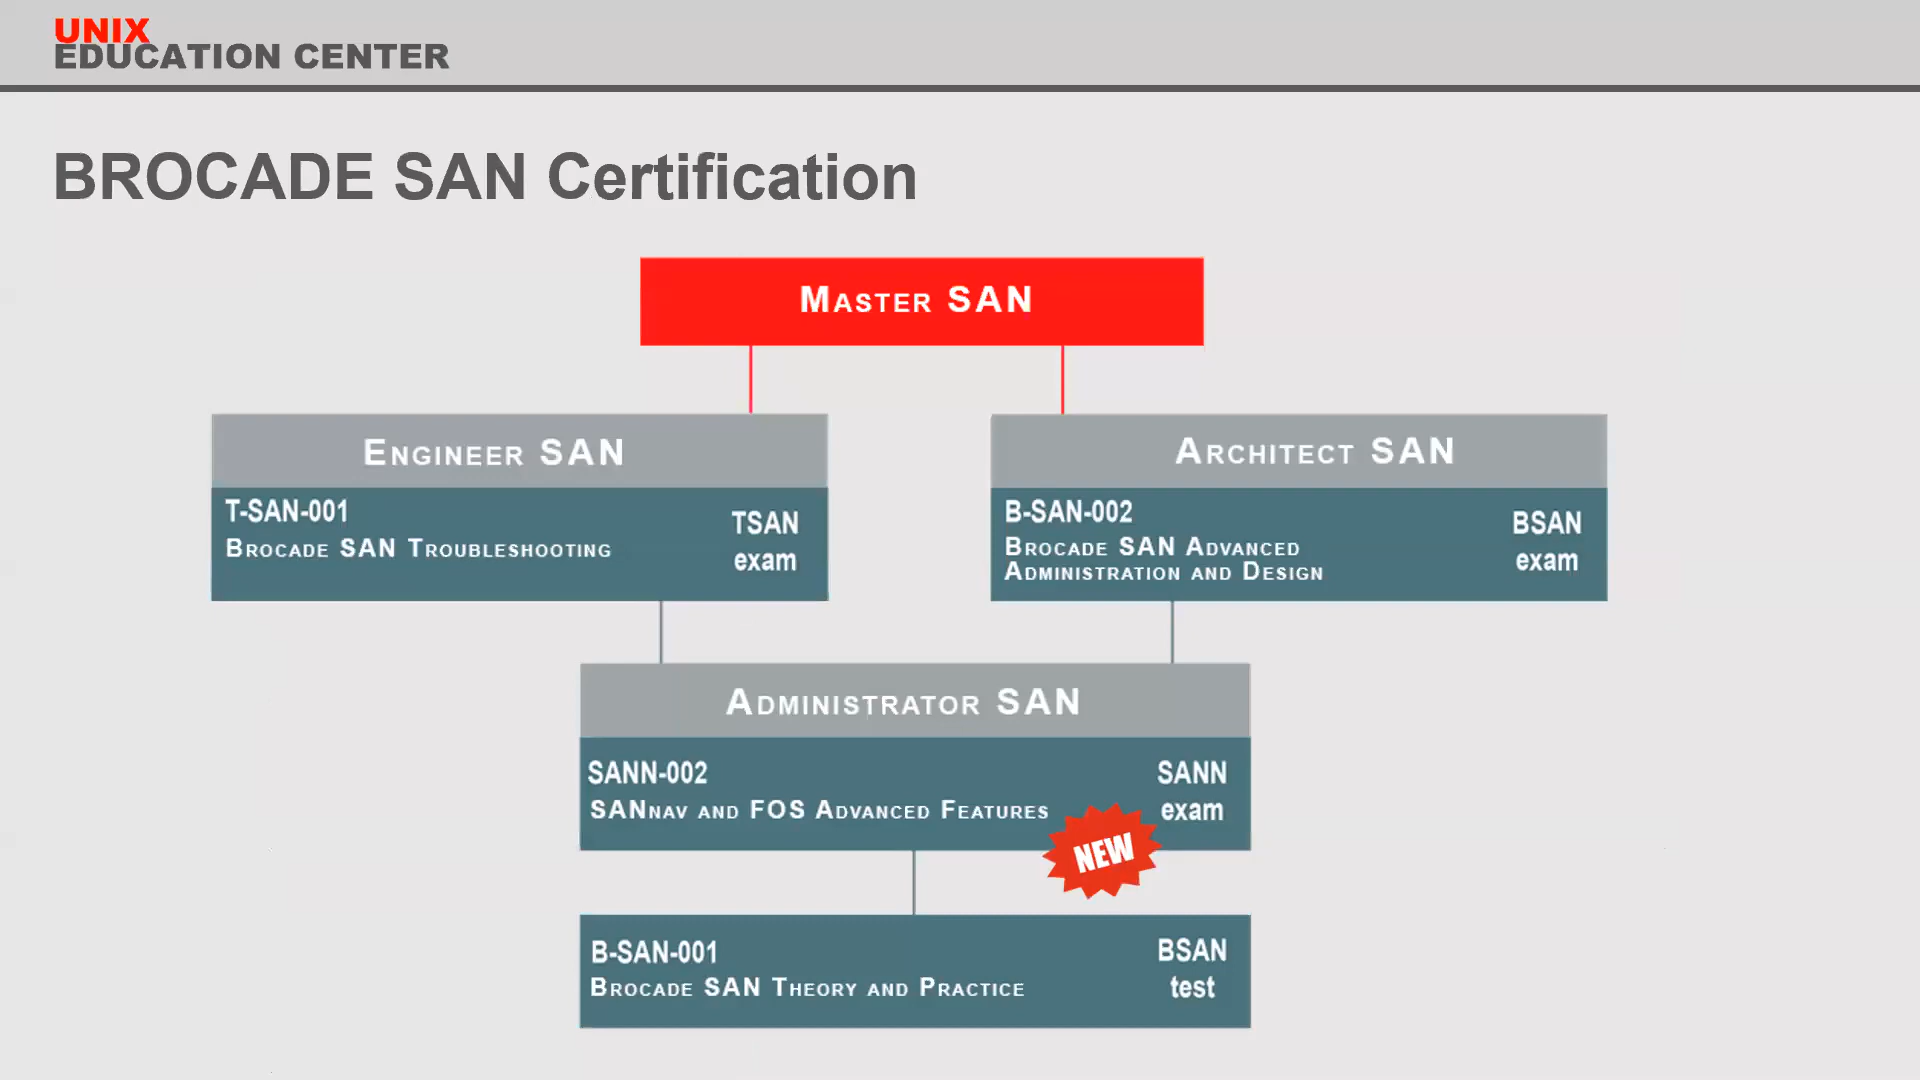 UNIX
EDUCATION CENTER
BROCADE SAN Certification
MASTER SAN
ENGINEER SAN
T-SAN-001
BROCADE SAN TROUBLESHOOTING
TSAN
exam
ARCHITECT SAN
B-SAN-002
BROCADE SAN ADVANCED
ADMINISTRATION AND DESIGN
BSAN
exam
ADMINISTRATOR SAN
SANN-002
SANNAV AND FOS ADVANCED FEATURES
SANN
exam
NEW
B-SAN-001
BROCADE SAN THEORY AND PRACTICE
BSAN
test